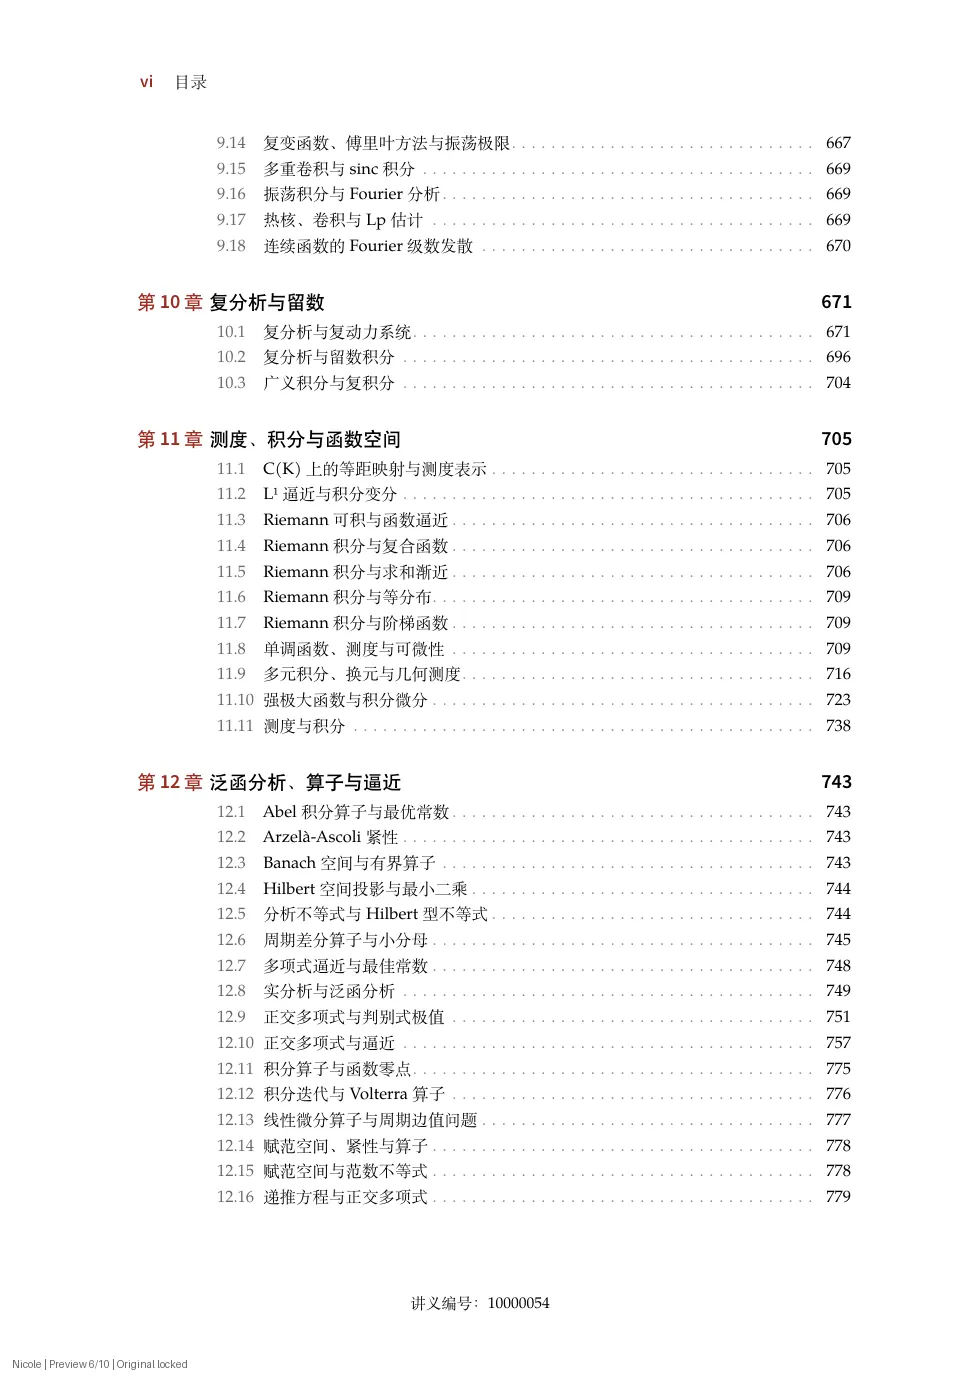 vi 目录
9.14 复变函数、傅里叶方法与振荡极限 667
9.15 多重卷积与 sinc 积分 669
9.16 振荡积分与 Fourier 分析 669
9.17 热核、卷积与 Lp 估计 669
9.18 连续函数的 Fourier 级数发散 670
第 10 章 复分析与留数 671
10.1 复分析与复动力系统 671
10.2 复分析与留数积分 696
10.3 广义积分与复积分 704
第 11 章 测度、积分与函数空间 705
11.1 C(K) 上的等距映射与测度表示 705
11.2 L¹ 逼近与积分变分 705
11.3 Riemann 可积与函数逼近 706
11.4 Riemann 积分与复合函数 706
11.5 Riemann 积分与求和渐近 706
11.6 Riemann 积分与等分布 709
11.7 Riemann 积分与阶梯函数 709
11.8 单调函数、测度与可微性 709
11.9 多元积分、换元与几何测度 716
11.10 强极大函数与积分微分 723
11.11 测度与积分 738
第 12 章 泛函分析、算子与逼近 743
12.1 Abel 积分算子与最优常数 743
12.2 Arzelà-Ascoli 紧性 743
12.3 Banach 空间与有界算子 743
12.4 Hilbert 空间投影与最小二乘 744
12.5 分析不等式与 Hilbert 型不等式 744
12.6 周期差分算子与小分母 745
12.7 多项式逼近与最佳常数 748
12.8 实分析与泛函分析 749
12.9 正交多项式与判别式极值 751
12.10 正交多项式与逼近 757
12.11 积分算子与函数零点 775
12.12 积分迭代与 Volterra 算子 776
12.13 线性微分算子与周期边值问题 777
12.14 赋范空间、紧性与算子 778
12.15 赋范空间与范数不等式 778
12.16 递推方程与正交多项式 779
讲义编号：10000054
Nicole | Preview 6/10 | Original locked